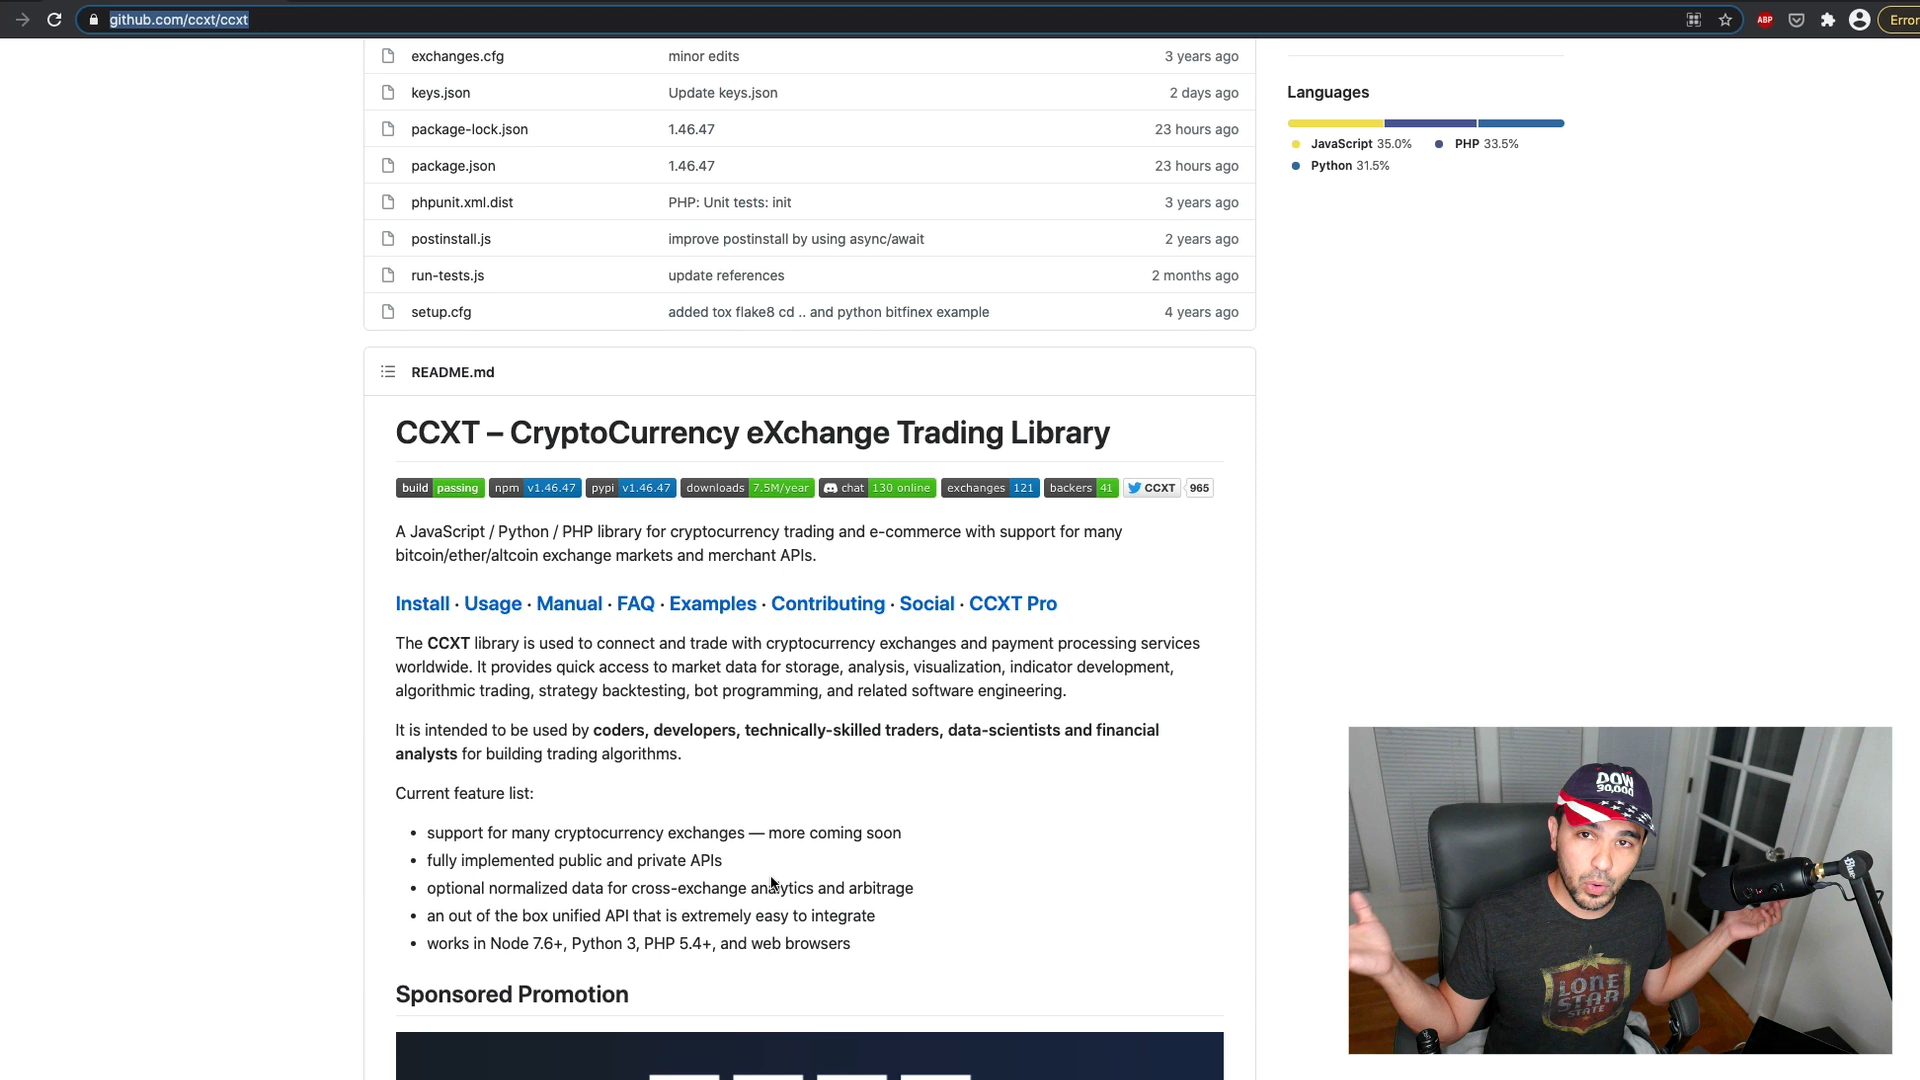 github.com/ccxt/ccxt
ABP
Error
exchanges.cfg minor edits 3 years ago
keys.json Update keys.json 2 days ago
package-lock.json 1.46.47 23 hours ago
package.json 1.46.47 23 hours ago
phpunit.xml.dist PHP: Unit tests: init 3 years ago
postinstall.js improve postinstall by using async/await 2 years ago
run-tests.js update references 2 months ago
setup.cfg added tox flake8 cd .. and python bitfinex example 4 years ago
Languages
JavaScript 35.0% PHP 33.5%
Python 31.5%
README.md
CCXT – CryptoCurrency eXchange Trading Library
build passing npm v1.46.47 pypi v1.46.47 downloads 7.5M/year chat 130 online exchanges 121 backers 41 CCXT 965
A JavaScript / Python / PHP library for cryptocurrency trading and e-commerce with support for many
bitcoin/ether/altcoin exchange markets and merchant APIs.
Install · Usage · Manual · FAQ · Examples · Contributing · Social · CCXT Pro
The CCXT library is used to connect and trade with cryptocurrency exchanges and payment processing services
worldwide. It provides quick access to market data for storage, analysis, visualization, indicator development,
algorithmic trading, strategy backtesting, bot programming, and related software engineering.
It is intended to be used by coders, developers, technically-skilled traders, data-scientists and financial
analysts for building trading algorithms.
Current feature list:
• support for many cryptocurrency exchanges — more coming soon
• fully implemented public and private APIs
• optional normalized data for cross-exchange analytics and arbitrage
• an out of the box unified API that is extremely easy to integrate
• works in Node 7.6+, Python 3, PHP 5.4+, and web browsers
Sponsored Promotion
DOW
30,000
Blue
LONE
STAR
STATE